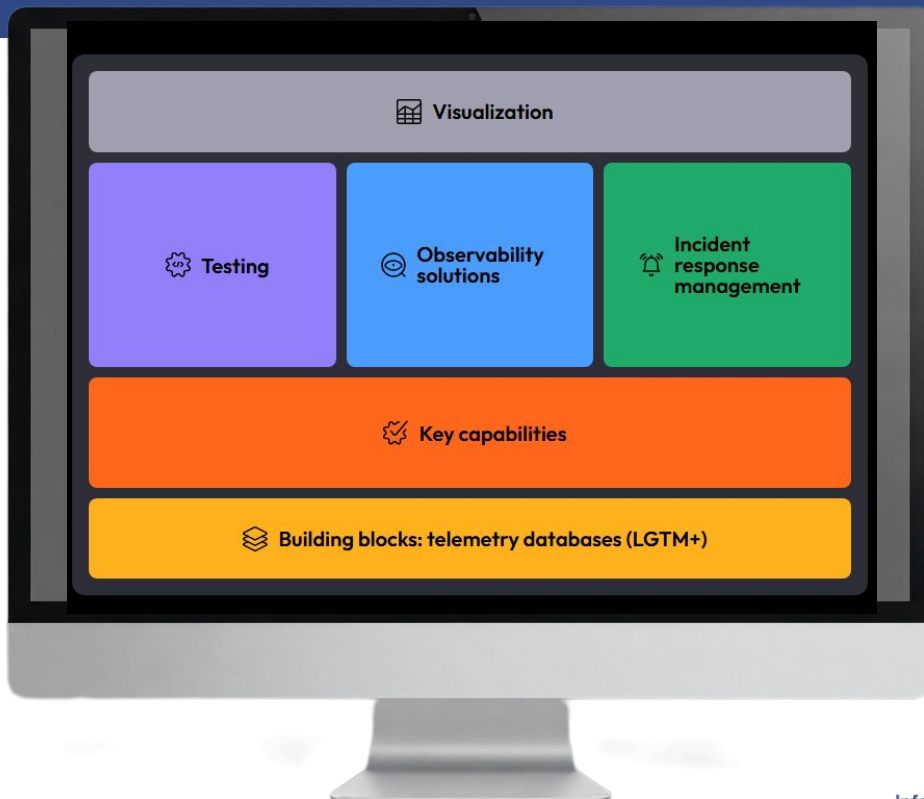 Visualization
Testing
Observability
solutions
Incident
response
management
Key capabilities
Building blocks: telemetry databases (LGTM+)